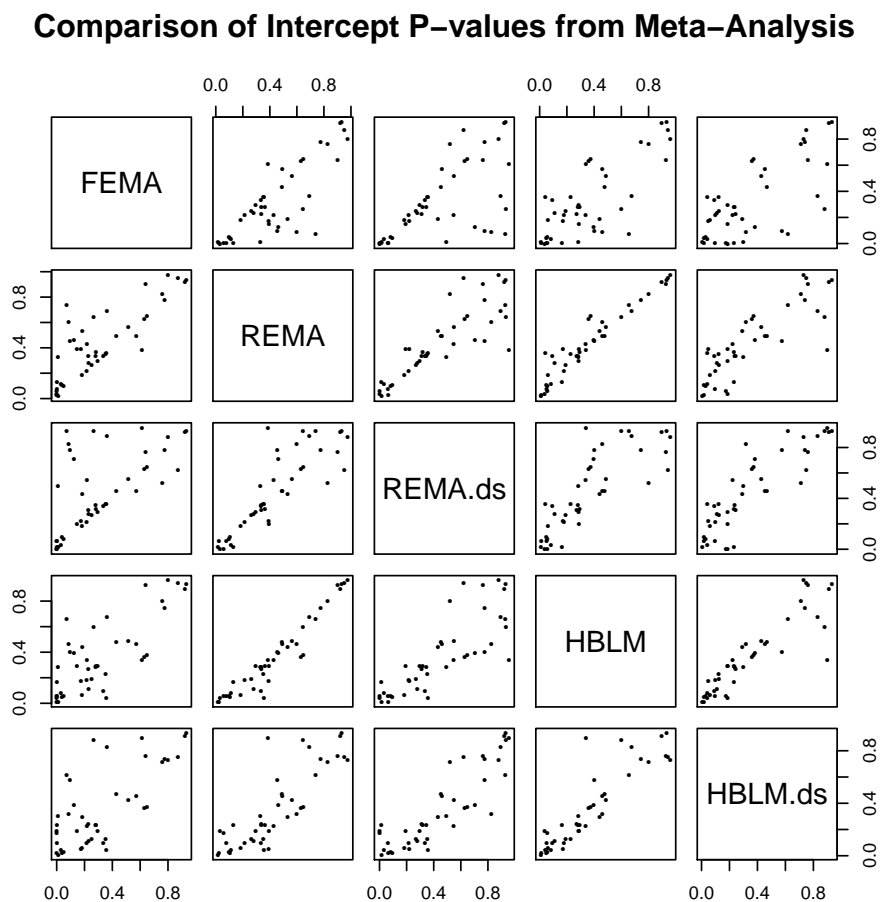 Comparison of Intercept P−values from Meta−Analysis
0.0 0.4 0.8 0.0 0.4 0.8
FEMA
0.0 0.4 0.8
0.0 0.4 0.8
REMA
REMA.ds
0.0 0.4 0.8
0.0 0.4 0.8
HBLM
HBLM.ds
0.0 0.4 0.8
0.0 0.4 0.8 0.0 0.4 0.8 0.0 0.4 0.8